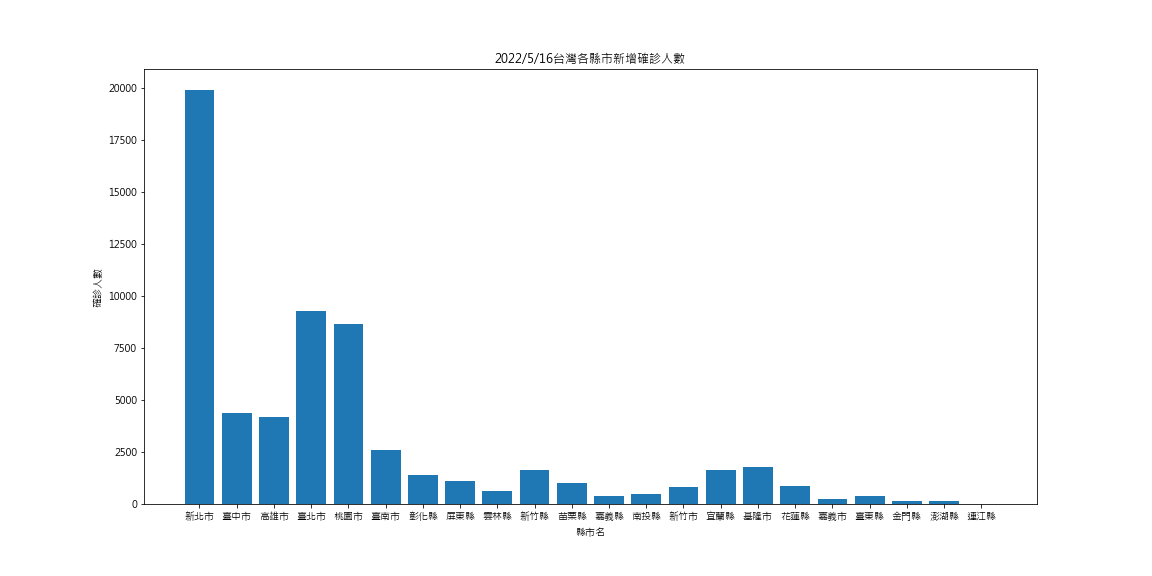 2022/5/16台灣各縣市新增確診人數
20000
17500
15000
12500
10000
7500
5000
2500
0
確診人數
新北市 臺中市 高雄市 臺北市 桃園市 臺南市 彰化縣 屏東縣 雲林縣 新竹縣 苗栗縣 嘉義縣 南投縣 新竹市 宜蘭縣 基隆市 花蓮縣 嘉義市 臺東縣 金門縣 澎湖縣 連江縣
縣市名